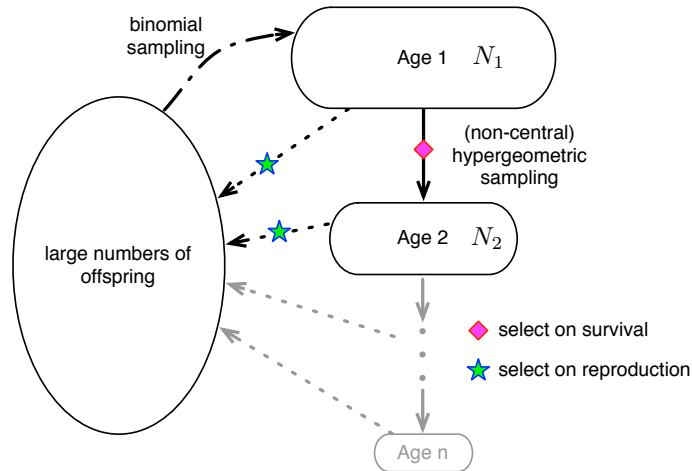 binomial
sampling
Age 1 N₁
(non-central)
hypergeometric
sampling
large numbers of
offspring
Age 2 N₂
select on survival
select on reproduction
Age n